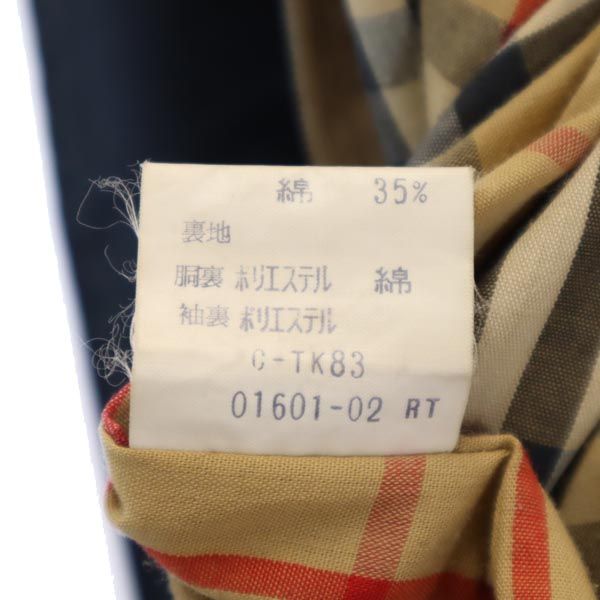 綿 35%
裏地
胴裏 ポリエステル 綿
袖裏 ポリエステル
C-TK83
01601-02 RT